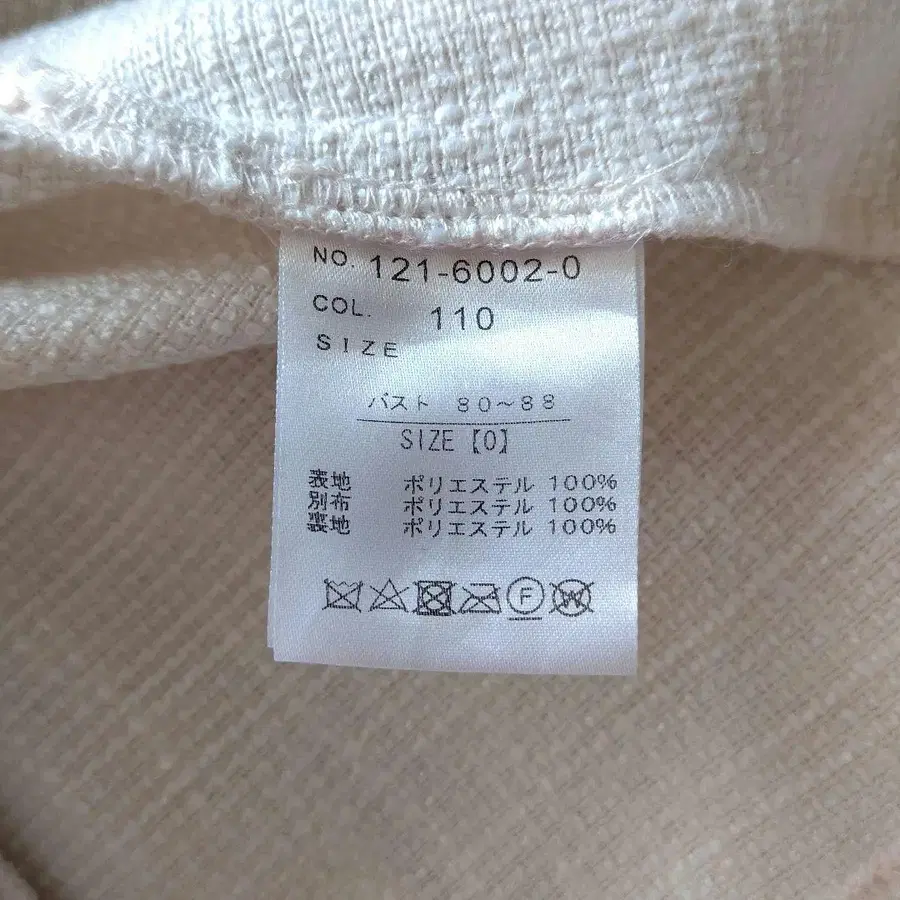 NO. 121-6002-0
COL. 110
SIZE
バスト 80～88
SIZE【0】
表地 ポリエステル 100%
別布 ポリエステル 100%
裏地 ポリエステル 100%
F W